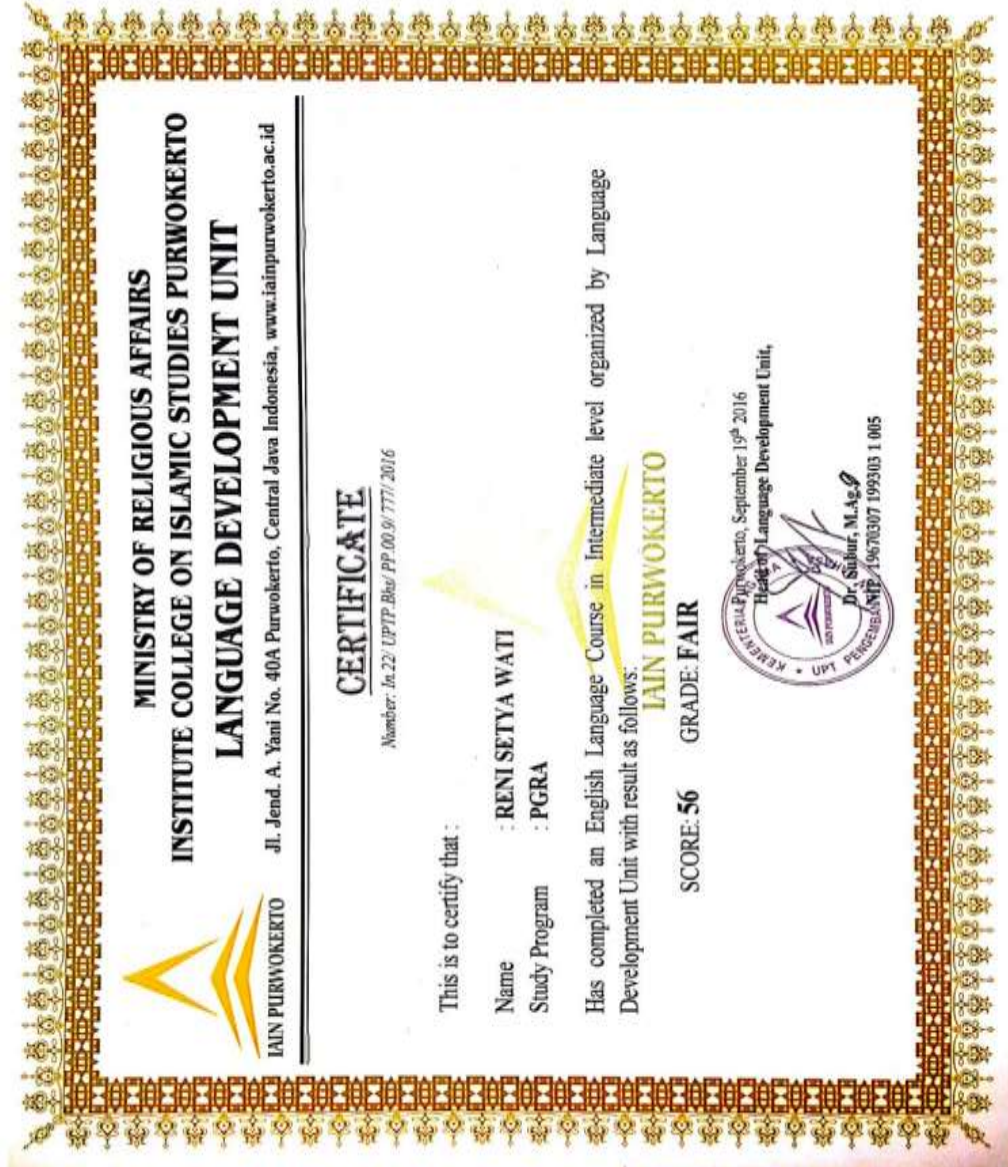 MINISTRY OF RELIGIOUS AFFAIRS
INSTITUTE COLLEGE ON ISLAMIC STUDIES PURWOKERTO
LANGUAGE DEVELOPMENT UNIT
Jl. Jend. A. Yani No. 40A Purwokerto, Central Java Indonesia, www.iainpurwokerto.ac.id
IAIN PURWOKERTO
CERTIFICATE
Number: In.22/ UPTP.Bhs/ PP.00.9/ 777/ 2016
This is to certify that :
Name : RENI SETYA WATI
Study Program : PGRA
Has completed an English Language Course in Intermediate level organized by Language
Development Unit with result as follows:
IAIN PURWOKERTO
SCORE: 56 GRADE: FAIR
Purwokerto, September 19th 2016
Head of Language Development Unit,
Dr. Subur, M.Ag.
NIP. 19670307 199303 1 005
KEMENTERIA
UPT PENGEMBAN